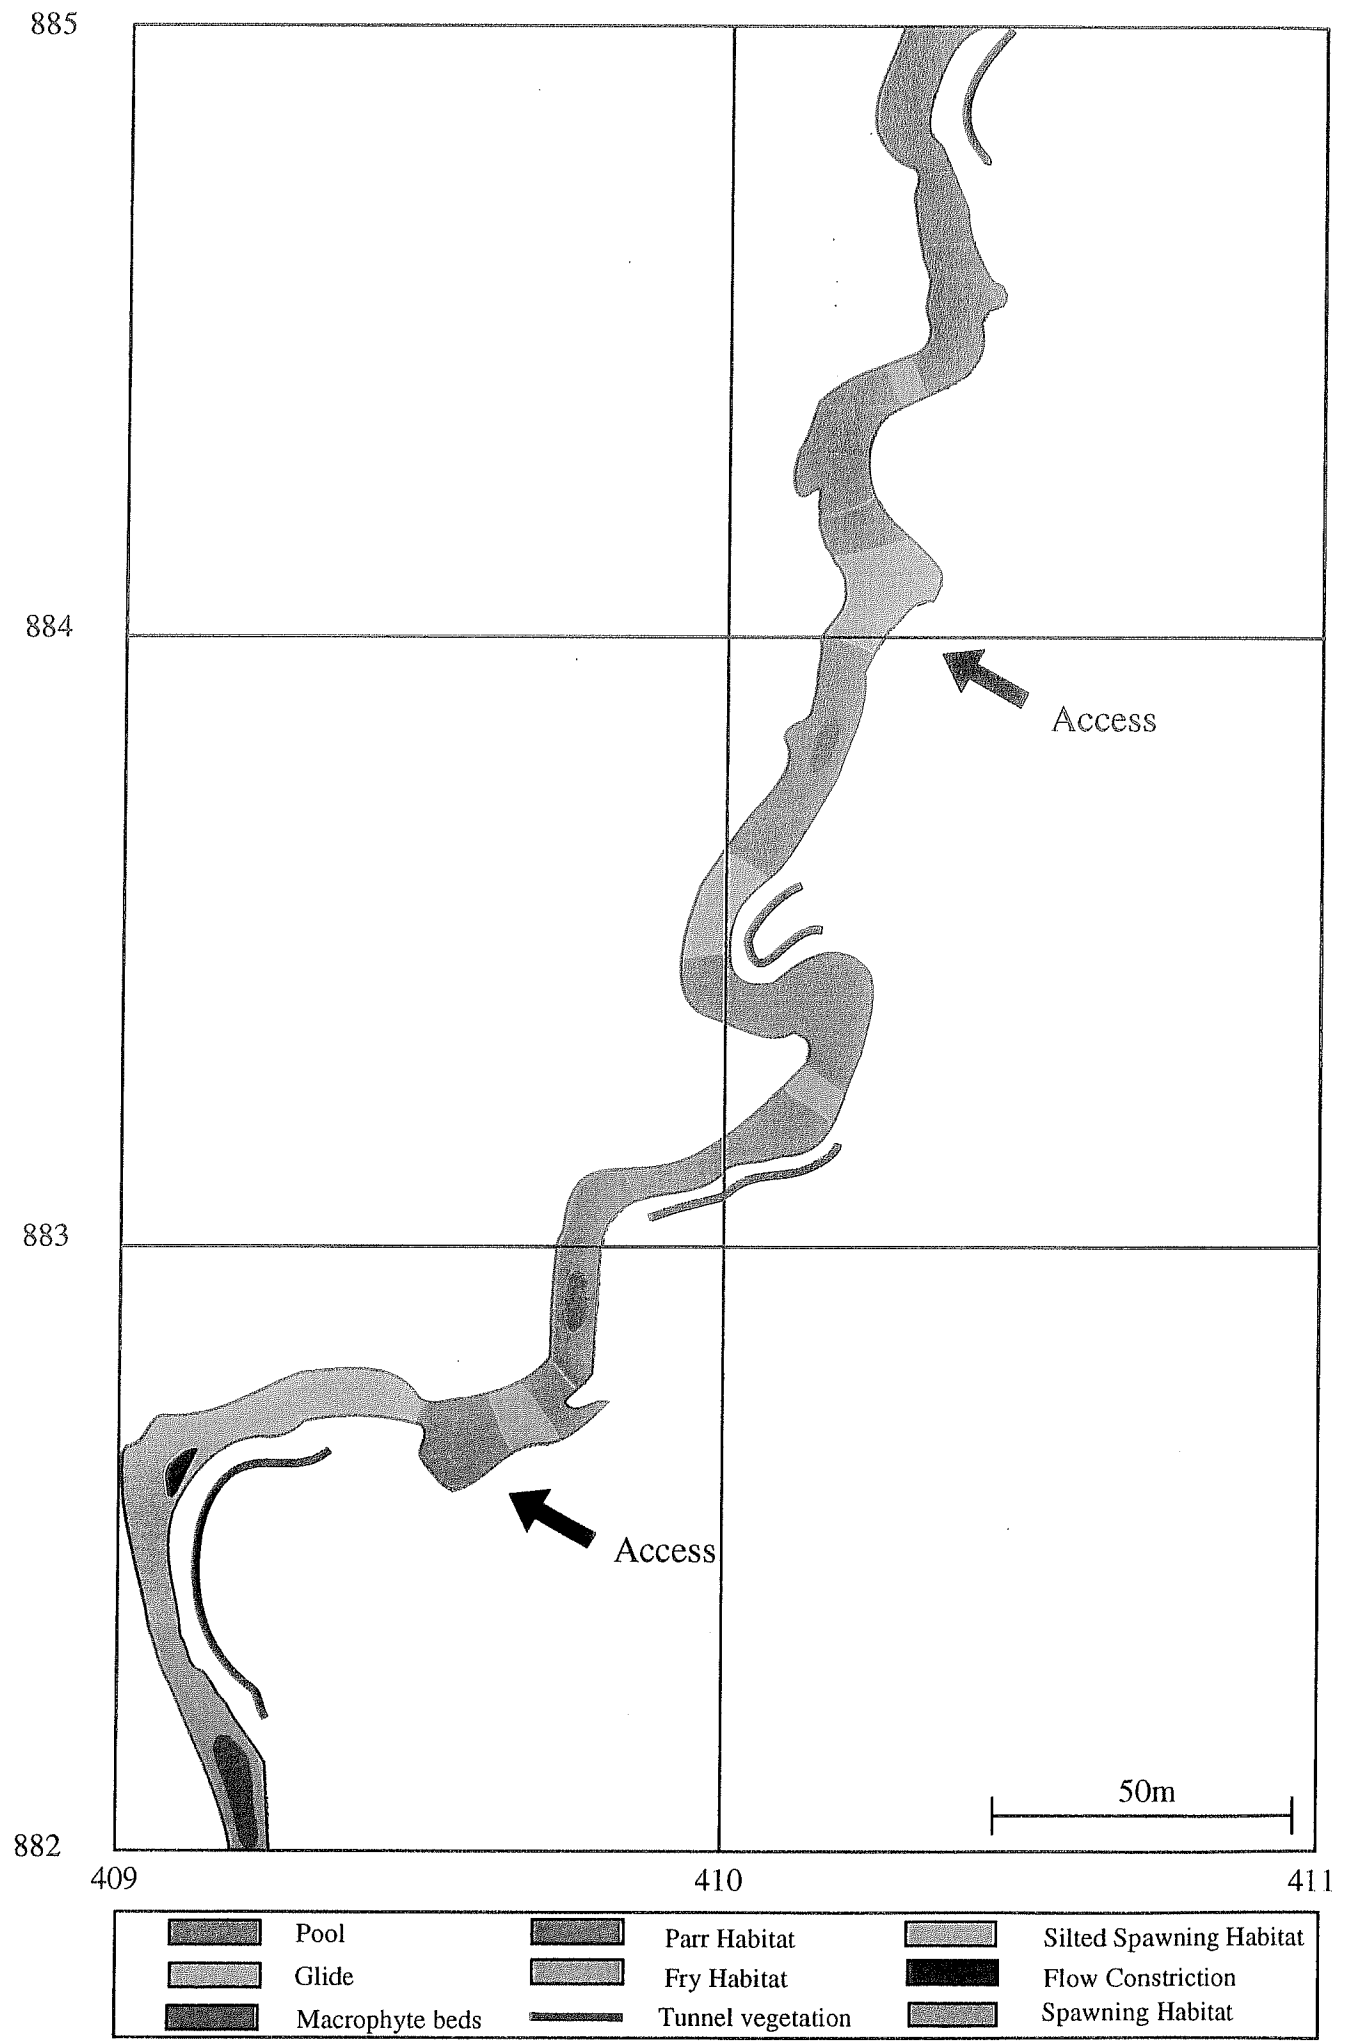 885
884
Access
883
Access
50m
882
409 410 411
Pool Parr Habitat Silted Spawning Habitat
Glide Fry Habitat Flow Constriction
Macrophyte beds Tunnel vegetation Spawning Habitat